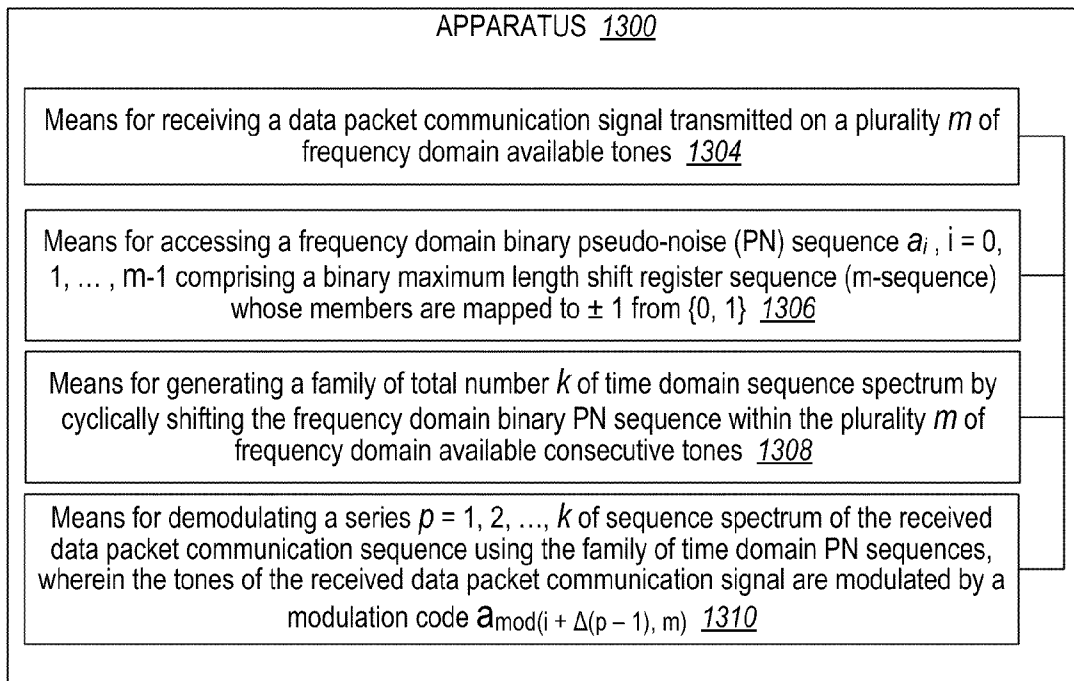 APPARATUS 1300
Means for receiving a data packet communication signal transmitted on a plurality m of
frequency domain available tones 1304
Means for accessing a frequency domain binary pseudo-noise (PN) sequence aᵢ , i = 0,
1, ... , m-1 comprising a binary maximum length shift register sequence (m-sequence)
whose members are mapped to ± 1 from {0, 1} 1306
Means for generating a family of total number k of time domain sequence spectrum by
cyclically shifting the frequency domain binary PN sequence within the plurality m of
frequency domain available consecutive tones 1308
Means for demodulating a series p = 1, 2, ..., k of sequence spectrum of the received
data packet communication sequence using the family of time domain PN sequences,
wherein the tones of the received data packet communication signal are modulated by a
modulation code amod(i + Δ(p – 1), m) 1310